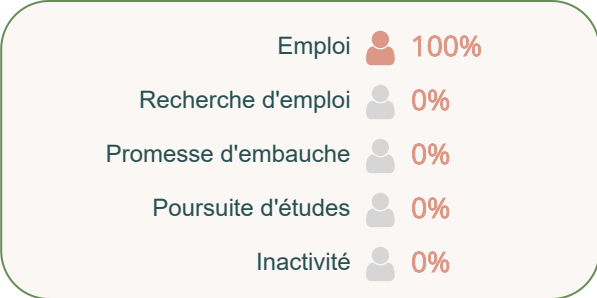 Emploi 100%
Recherche d'emploi 0%
Promesse d'embauche 0%
Poursuite d'études 0%
Inactivité 0%